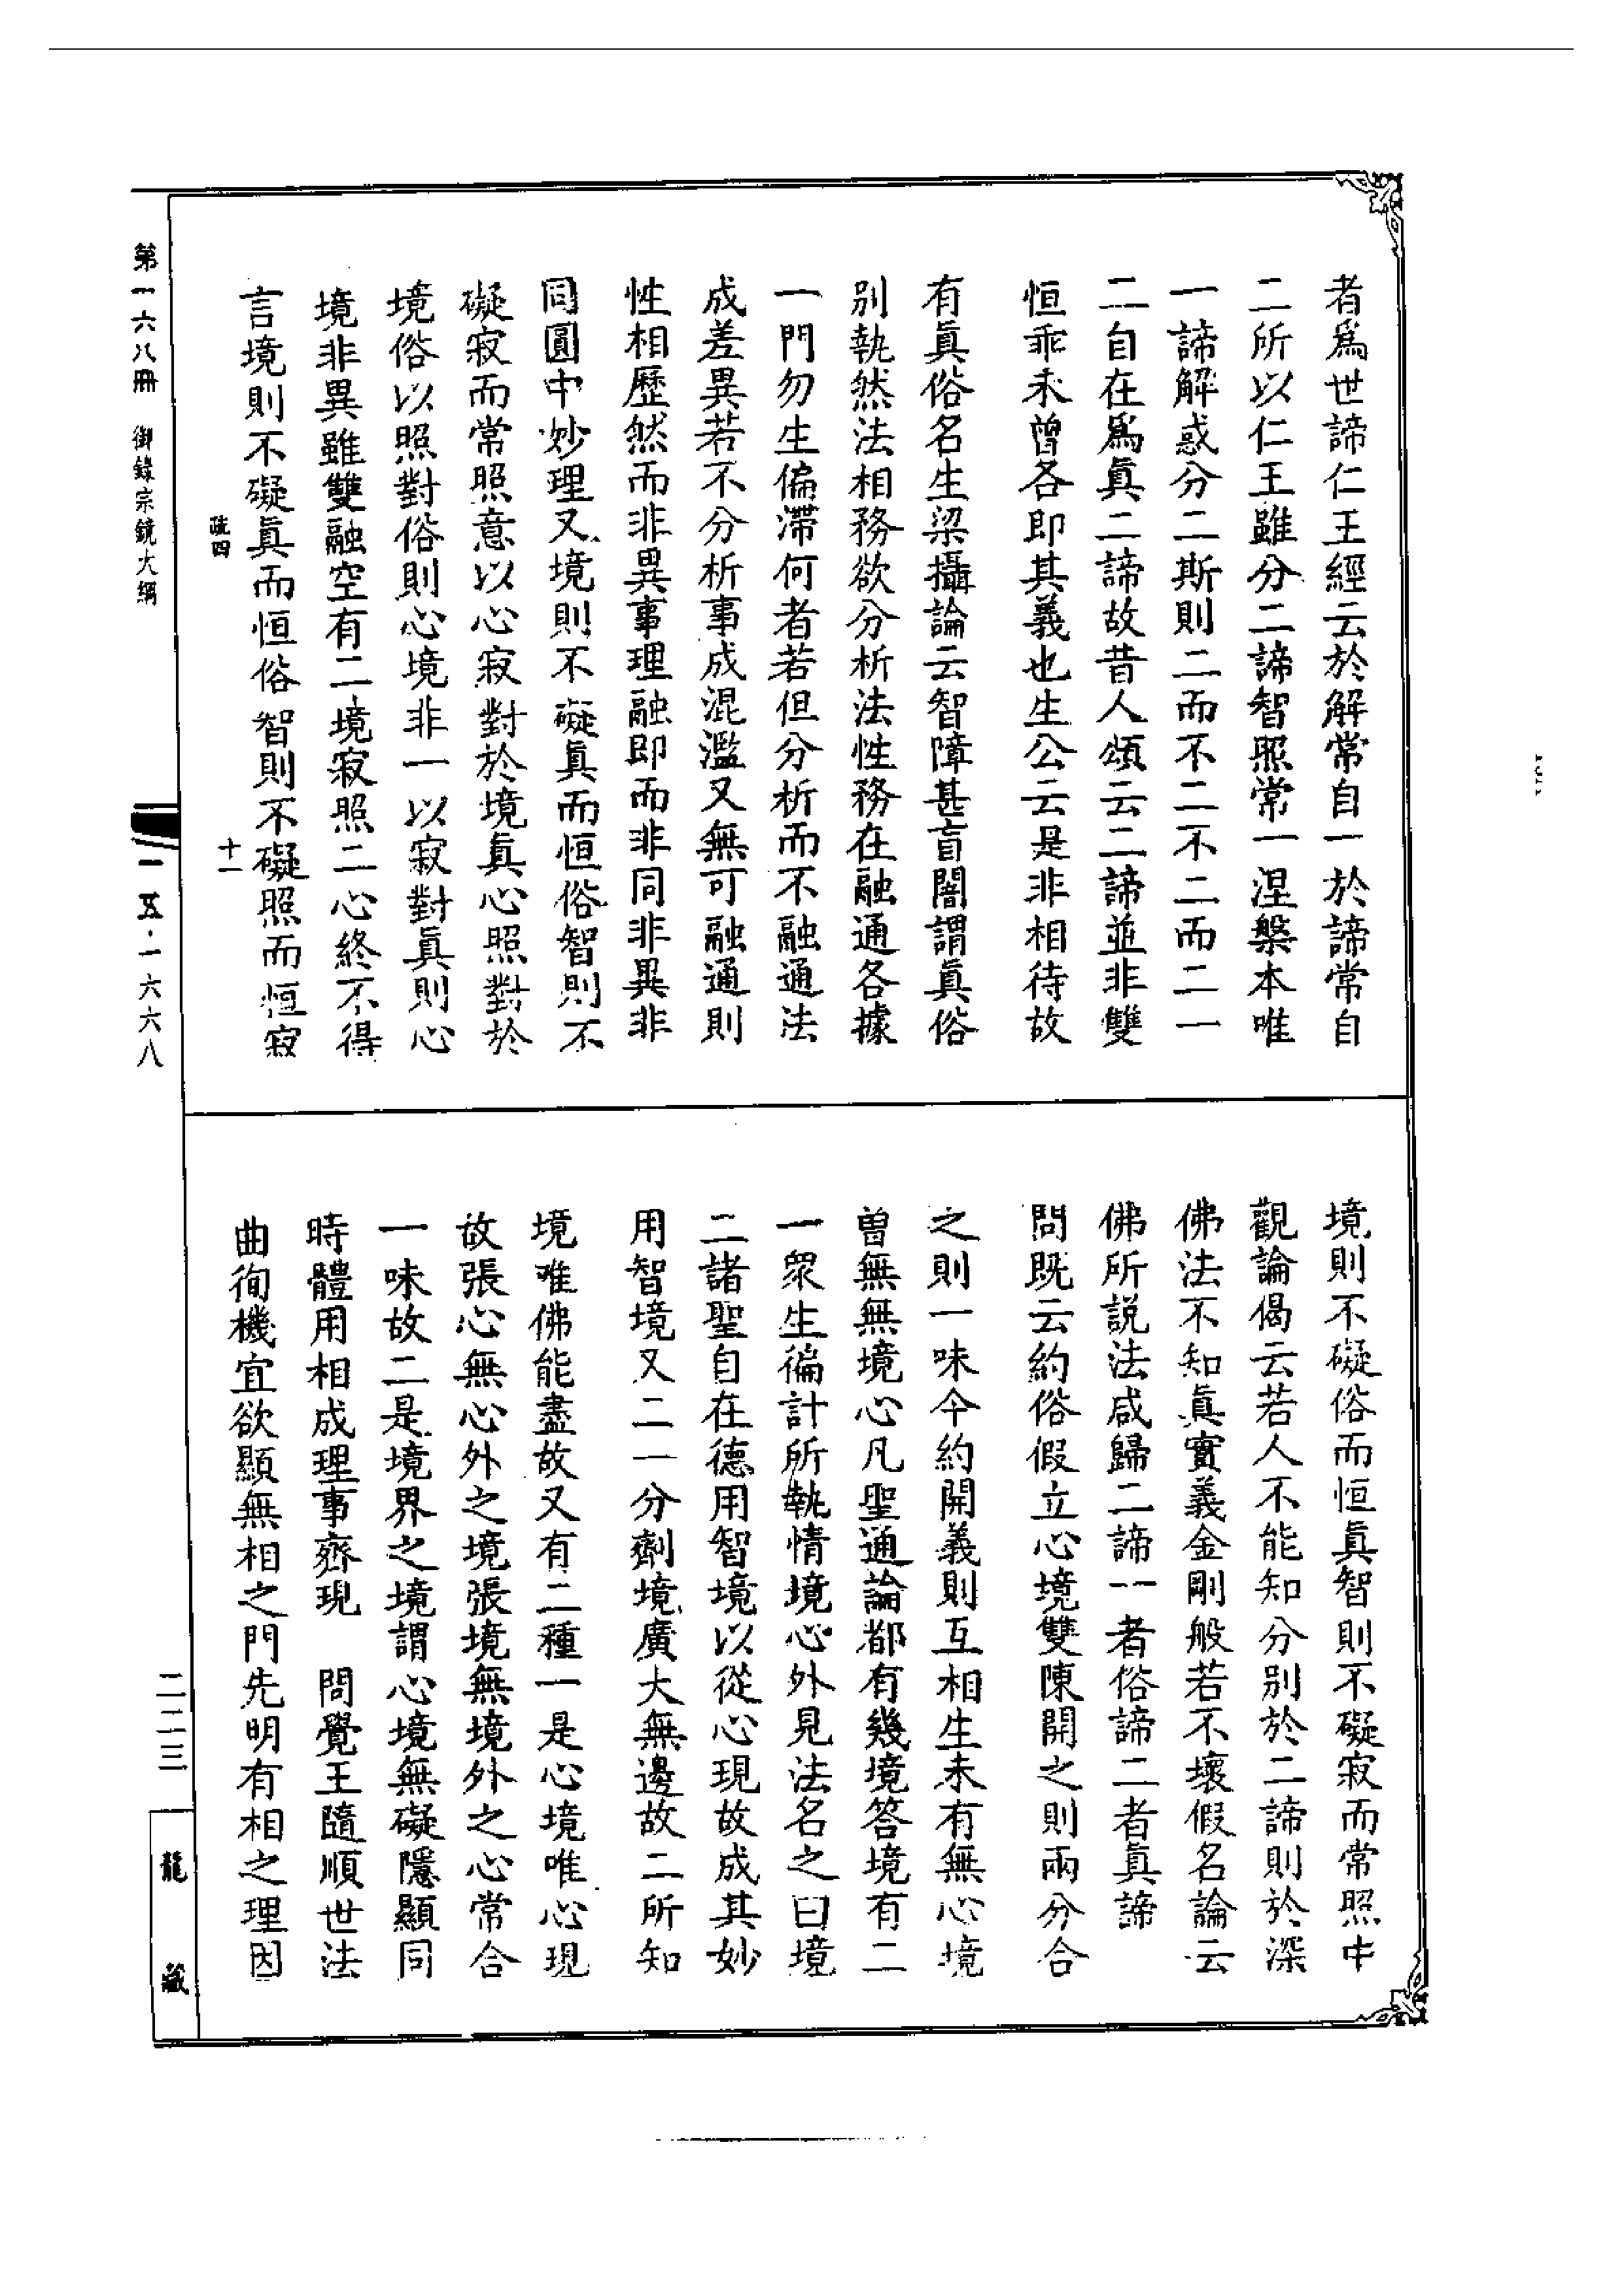 者爲世諦仁王經云於解常自一於諦常自
二所以仁王雖分二諦智照常一涅槃本唯
一諦解惑分二斯則二而不二不二而二一
二自在爲眞二諦故昔人頌云二諦並非雙
恒乖未曾各即其義也生公云是非相待故
有眞俗名生梁攝論云智障甚盲闇謂眞俗
別執然法相務欲分析法性務在融通各據
一門勿生偏滯何者若但分析而不融通法
成差異若不分析事成混濫又無可融通則
性相歷然而非異事理融即而非同非異非
同圓中妙理又境則不礙眞而恒俗智則不
礙寂而常照意以心寂對於境眞心照對於
境俗以照對俗則心境非一以寂對眞則心
境非異雖雙融空有二境寂照二心終不得
言境則不礙眞而恒俗智則不礙照而恒寂
疏四 十一
境則不礙俗而恒眞智則不礙寂而常照中
觀論偈云若人不能知分別於二諦則於深
佛法不知眞實義金剛般若不壞假名論云
佛所說法咸歸二諦一者俗諦二者眞諦
問既云約俗假立心境雙陳開之則兩分合
之則一味今約開義則互相生未有無心境
曾無無境心凡聖通論都有幾境答境有二
一衆生徧計所執情境心外見法名之曰境
二諸聖自在德用智境以從心現故成其妙
用智境又二一分劑境廣大無邊故二所知
境唯佛能盡故又有二種一是心境唯心現
故張心無心外之境張境無境外之心常合
一味故二是境界之境謂心境無礙隱顯同
時體用相成理事齊現　問覺王隨順世法
曲徇機宜欲顯無相之門先明有相之理因
第一六八冊　御錄宗鏡大綱
一五·一六六八
二二三
龍藏